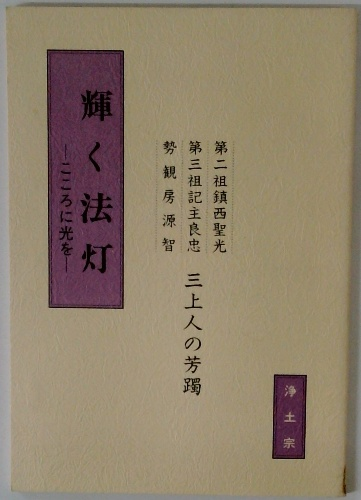 輝く法灯
―こころに光を―
第二祖鎮西聖光
第三祖記主良忠
勢観房源智
三上人の芳躅
浄土宗